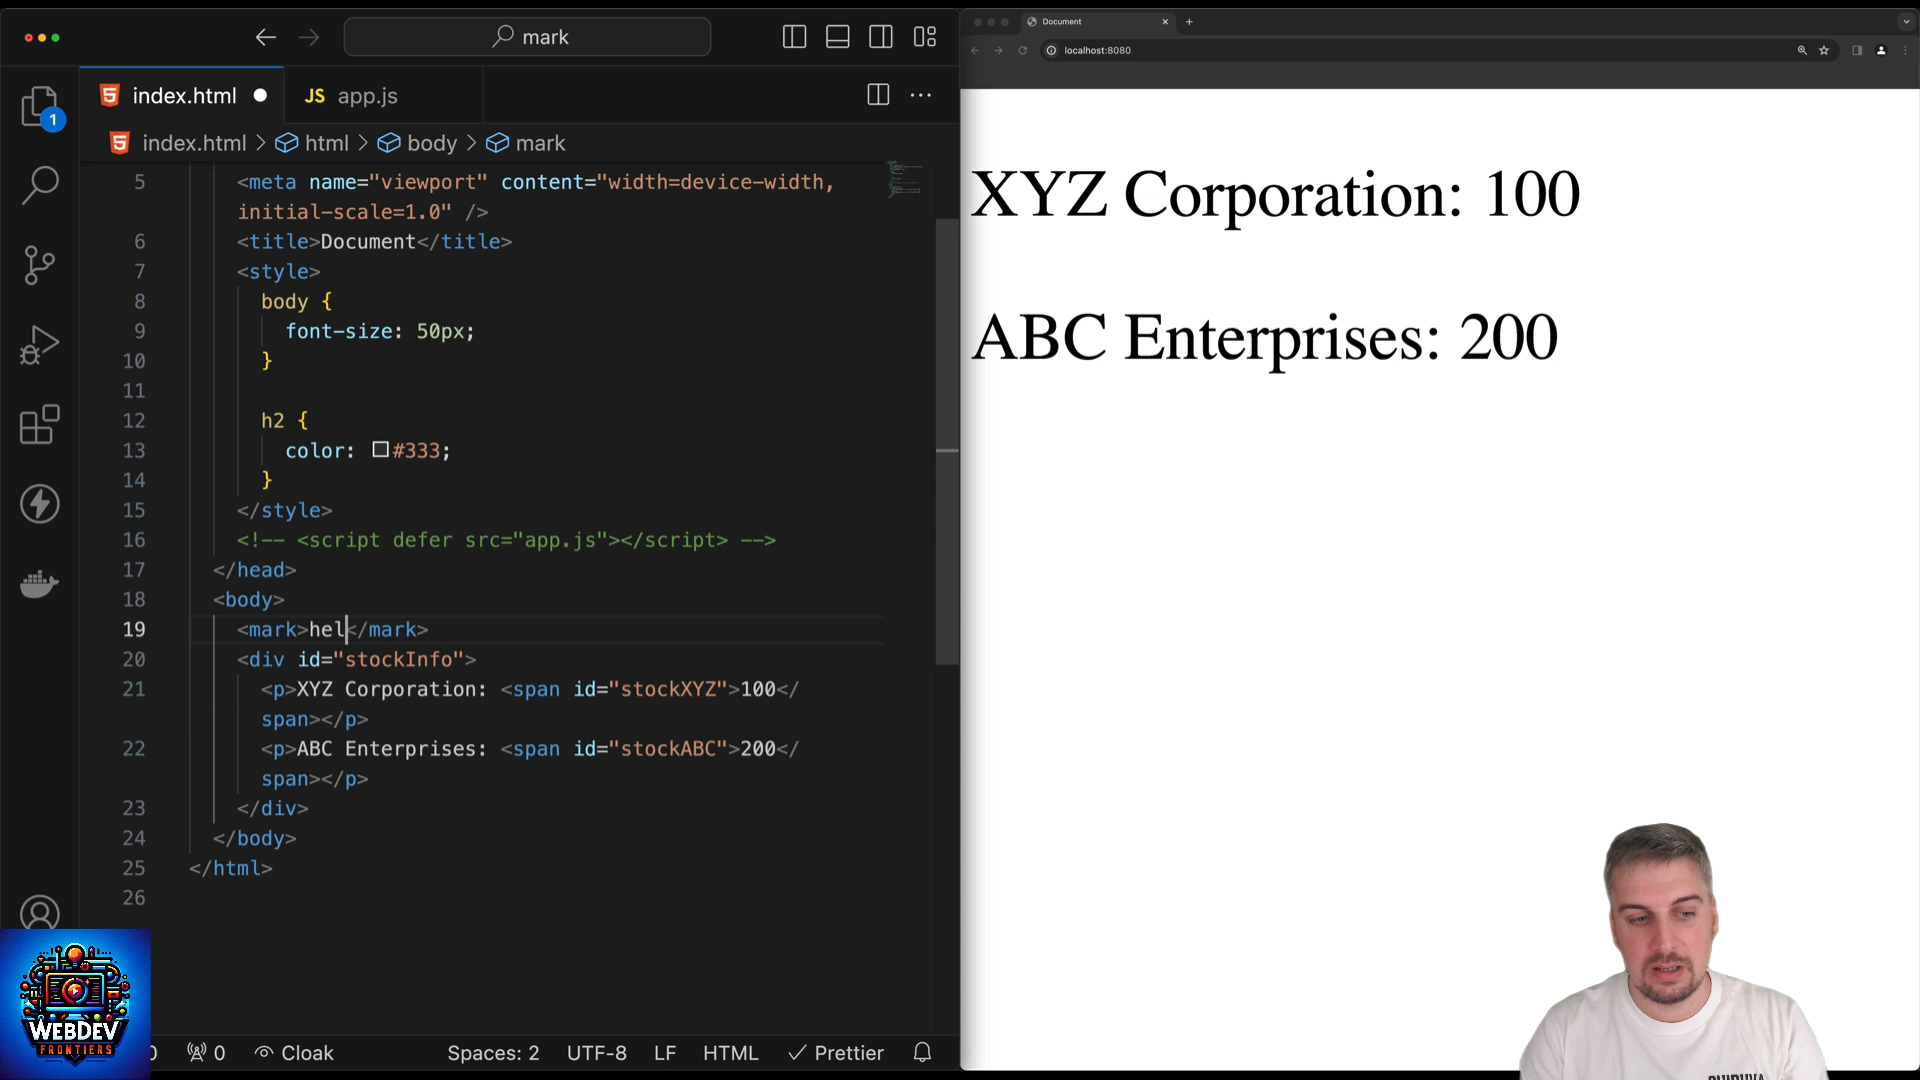 mark
index.html
JS app.js
1
index.html > html > body > mark
5 <meta name="viewport" content="width=device-width,
initial-scale=1.0" />
6 <title>Document</title>
7 <style>
8 body {
9 font-size: 50px;
10 }
11
12 h2 {
13 color: #333;
14 }
15 </style>
16 <!-- <script defer src="app.js"></script> -->
17 </head>
18 <body>
19 <mark>hel</mark>
20 <div id="stockInfo">
21 <p>XYZ Corporation: <span id="stockXYZ">100</
span></p>
22 <p>ABC Enterprises: <span id="stockABC">200</
span></p>
23 </div>
24 </body>
25 </html>
26
WEBDEV
FRONTIERS
0 0 Cloak Spaces: 2 UTF-8 LF HTML Prettier
Document
localhost:8080
XYZ Corporation: 100
ABC Enterprises: 200